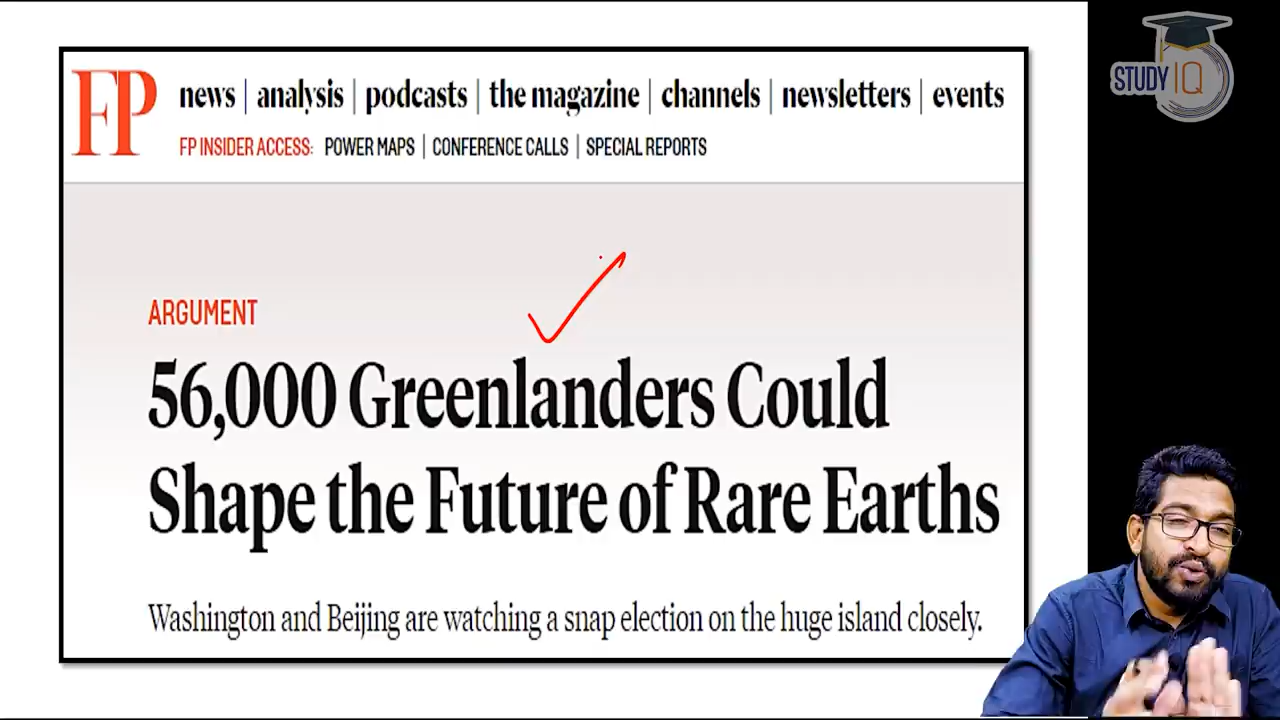 FP news | analysis | podcasts | the magazine | channels | newsletters | events
FP INSIDER ACCESS: POWER MAPS | CONFERENCE CALLS | SPECIAL REPORTS
STUDY IQ
ARGUMENT
56,000 Greenlanders Could
Shape the Future of Rare Earths
Washington and Beijing are watching a snap election on the huge island closely.